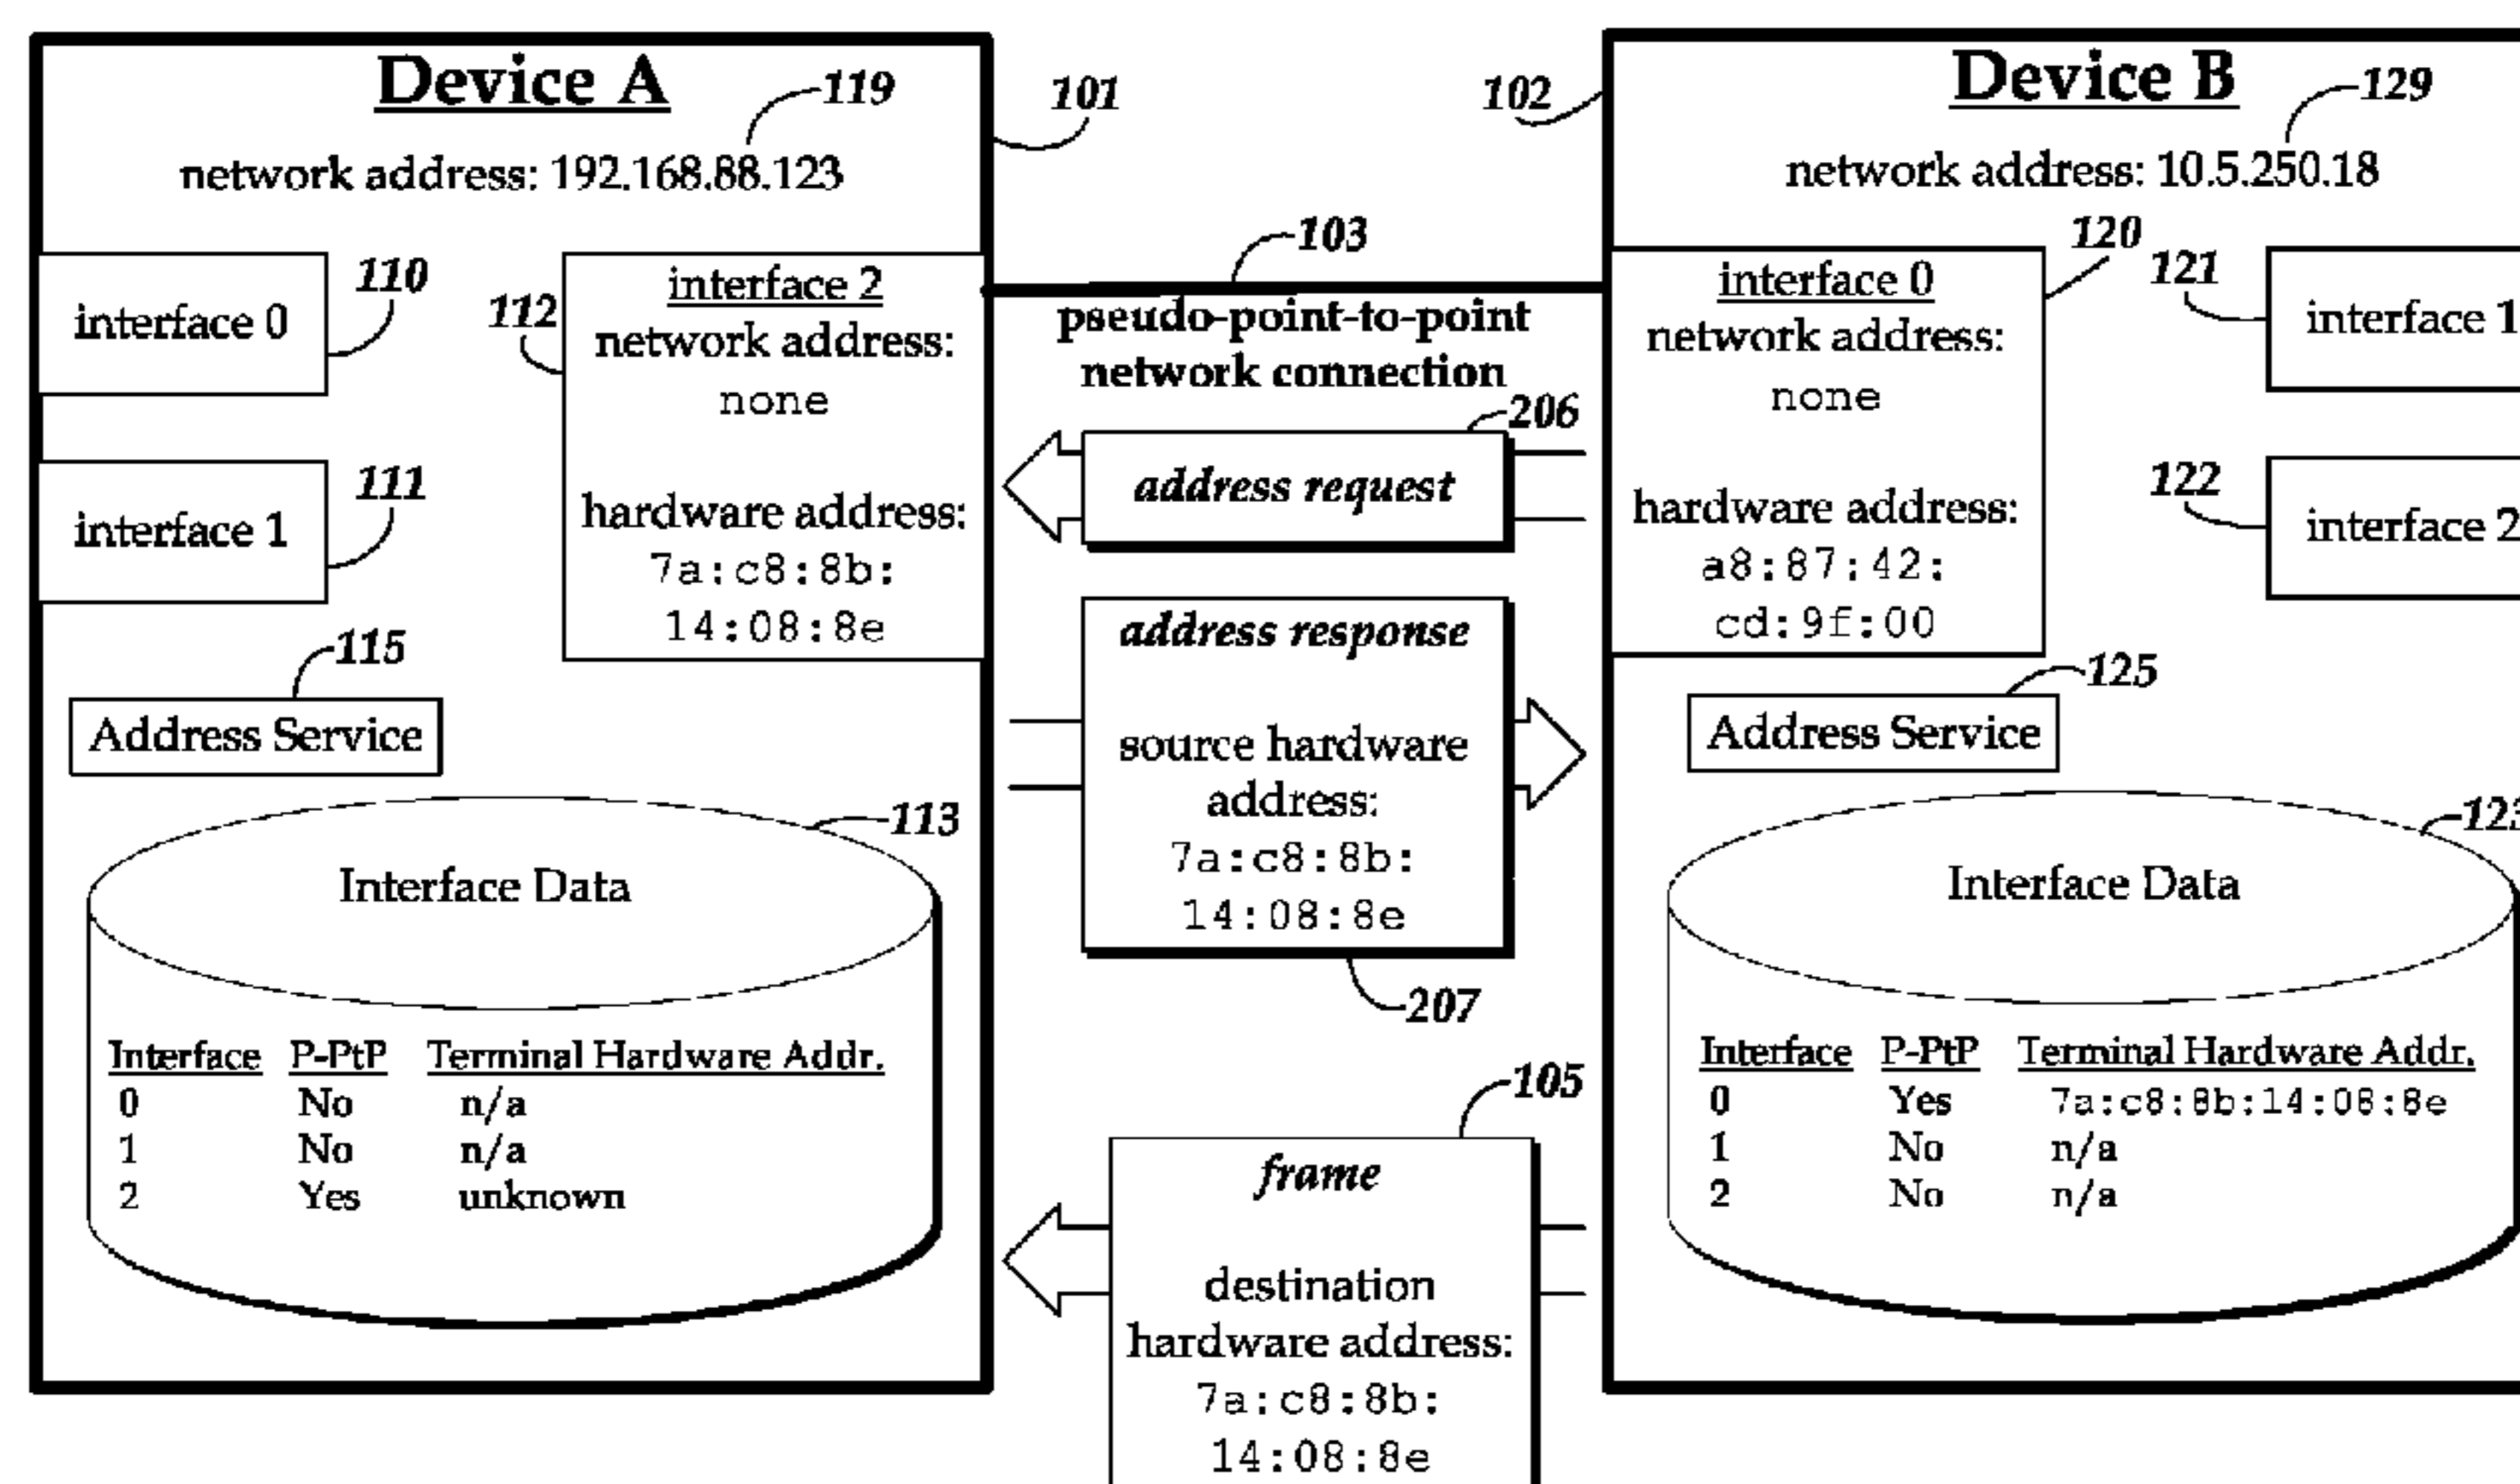 Device A
119
network address: 192.168.88.123
101
interface 0
110
interface 1
111
112
interface 2
network address:
none
hardware address:
7a:c8:8b:
14:08:8e
115
Address Service
113
Interface Data
Interface P-PtP Terminal Hardware Addr.
0 No n/a
1 No n/a
2 Yes unknown
103
pseudo-point-to-point
network connection
206
address request
address response
source hardware
address:
7a:c8:8b:
14:08:8e
207
105
frame
destination
hardware address:
7a:c8:8b:
14:08:8e
102
Device B
129
network address: 10.5.250.18
120
interface 0
network address:
none
hardware address:
a8:87:42:
cd:9f:00
121
interface 1
122
interface 2
125
Address Service
123
Interface Data
Interface P-PtP Terminal Hardware Addr.
0 Yes 7a:c8:8b:14:08:8e
1 No n/a
2 No n/a